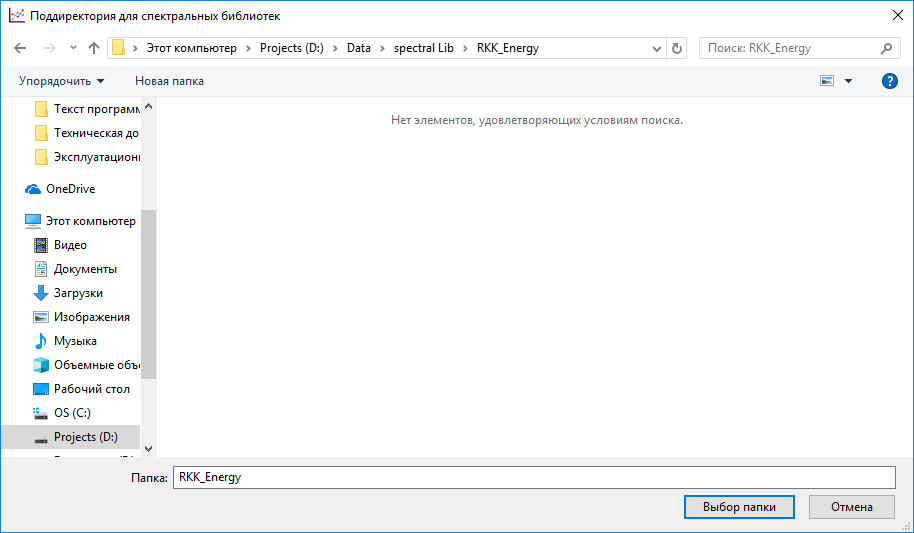 Поддиректория для спектральных библиотек
Этот компьютер Projects (D:) Data spectral Lib RKK_Energy
Поиск: RKK_Energy
Упорядочить Новая папка
Текст програм
Техническая до
Эксплуатацион
OneDrive
Этот компьютер
Видео
Документы
Загрузки
Изображения
Музыка
Объемные объ
Рабочий стол
OS (C:)
Projects (D:)
Нет элементов, удовлетворяющих условиям поиска.
Папка: RKK_Energy
Выбор папки Отмена